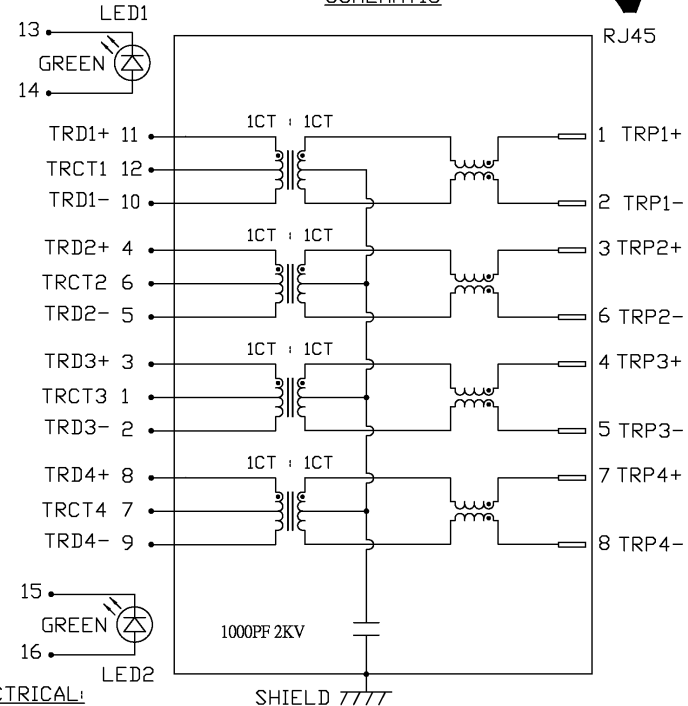 SCHEMATIC
LED1
13
GREEN
14
RJ45
1CT : 1CT
TRD1+ 11
TRCT1 12
TRD1- 10
1 TRP1+
2 TRP1-
1CT : 1CT
TRD2+ 4
TRCT2 6
TRD2- 5
3 TRP2+
6 TRP2-
1CT : 1CT
TRD3+ 3
TRCT3 1
TRD3- 2
4 TRP3+
5 TRP3-
1CT : 1CT
TRD4+ 8
TRCT4 7
TRD4- 9
7 TRP4+
8 TRP4-
15
GREEN
16
LED2
1000PF 2KV
CTRICAL:
SHIELD